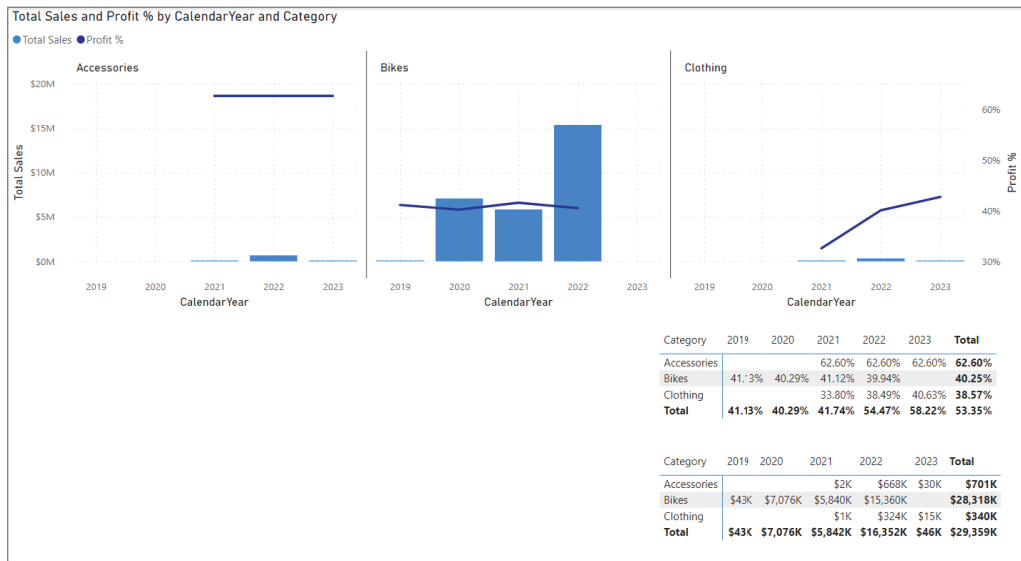 Total Sales and Profit % by CalendarYear and Category
Total Sales Profit %
Accessories Bikes Clothing
$20M
$15M
$10M
$5M
$0M
Total Sales
60%
50%
40%
30%
Profit %
2019 2020 2021 2022 2023 2019 2020 2021 2022 2023 2019 2020 2021 2022 2023
CalendarYear CalendarYear CalendarYear
Category 2019 2020 2021 2022 2023 Total
Accessories 62.60% 62.60% 62.60% 62.60%
Bikes 41.13% 40.29% 41.12% 39.94% 40.25%
Clothing 33.80% 38.49% 40.63% 38.57%
Total 41.13% 40.29% 41.74% 54.47% 58.22% 53.35%
Category 2019 2020 2021 2022 2023 Total
Accessories $2K $668K $30K $701K
Bikes $43K $7,076K $5,840K $15,360K $28,318K
Clothing $1K $324K $15K $340K
Total $43K $7,076K $5,842K $16,352K $46K $29,359K